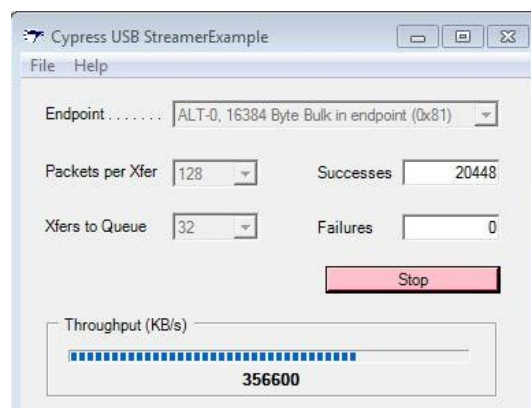 Cypress USB StreamerExample
File Help
Endpoint . . . . . . . ALT-0, 16384 Byte Bulk in endpoint (0x81)
Packets per Xfer 128 Successes 20448
Xfers to Queue 32 Failures 0
Stop
Throughput (KB/s)
356600